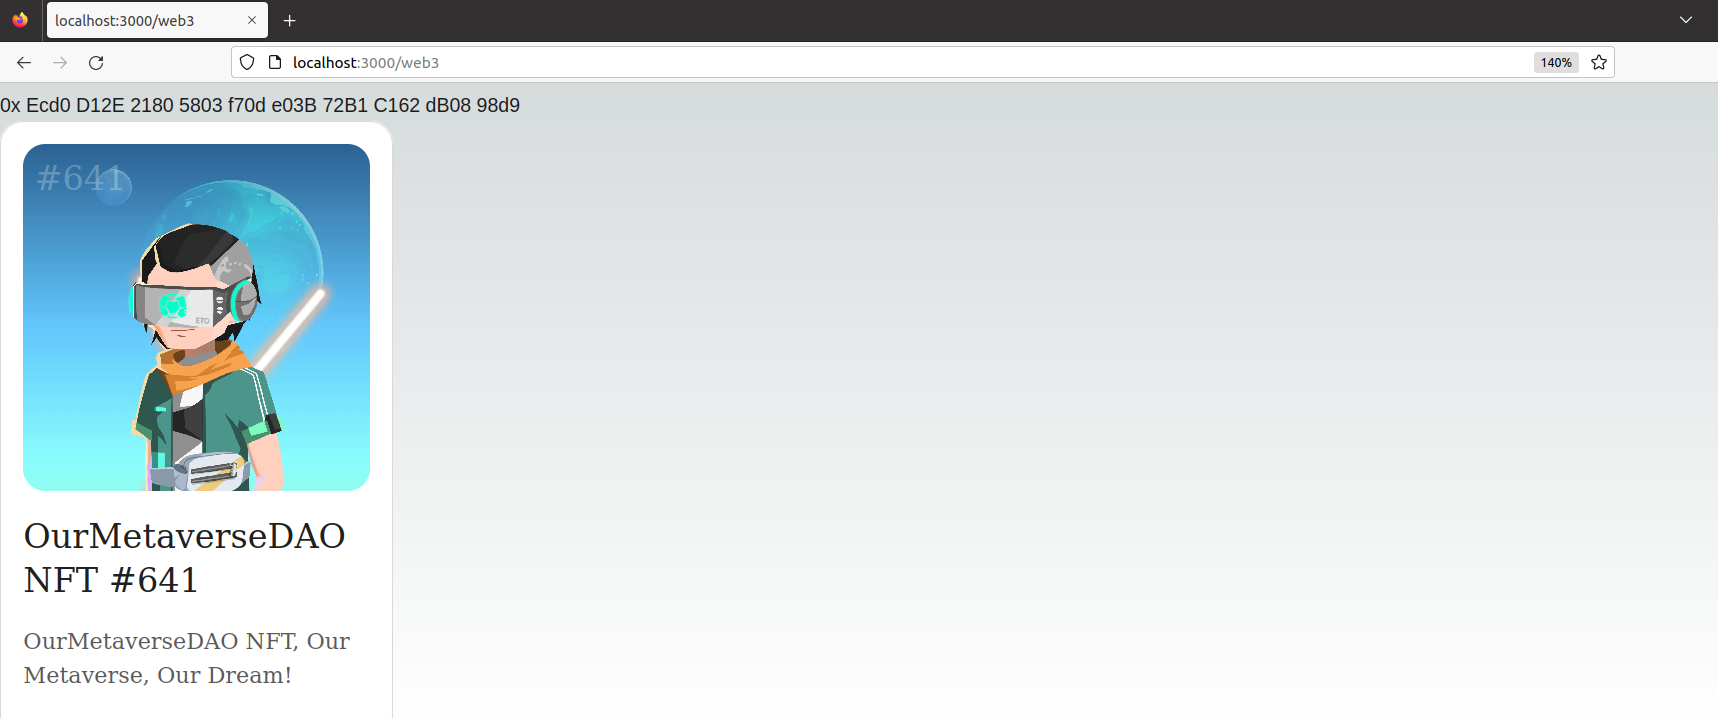 localhost:3000/web3
localhost:3000/web3
140%
0x Ecd0 D12E 2180 5803 f70d e03B 72B1 C162 dB08 98d9
#641
ETO
OurMetaverseDAO
NFT #641
OurMetaverseDAO NFT, Our
Metaverse, Our Dream!